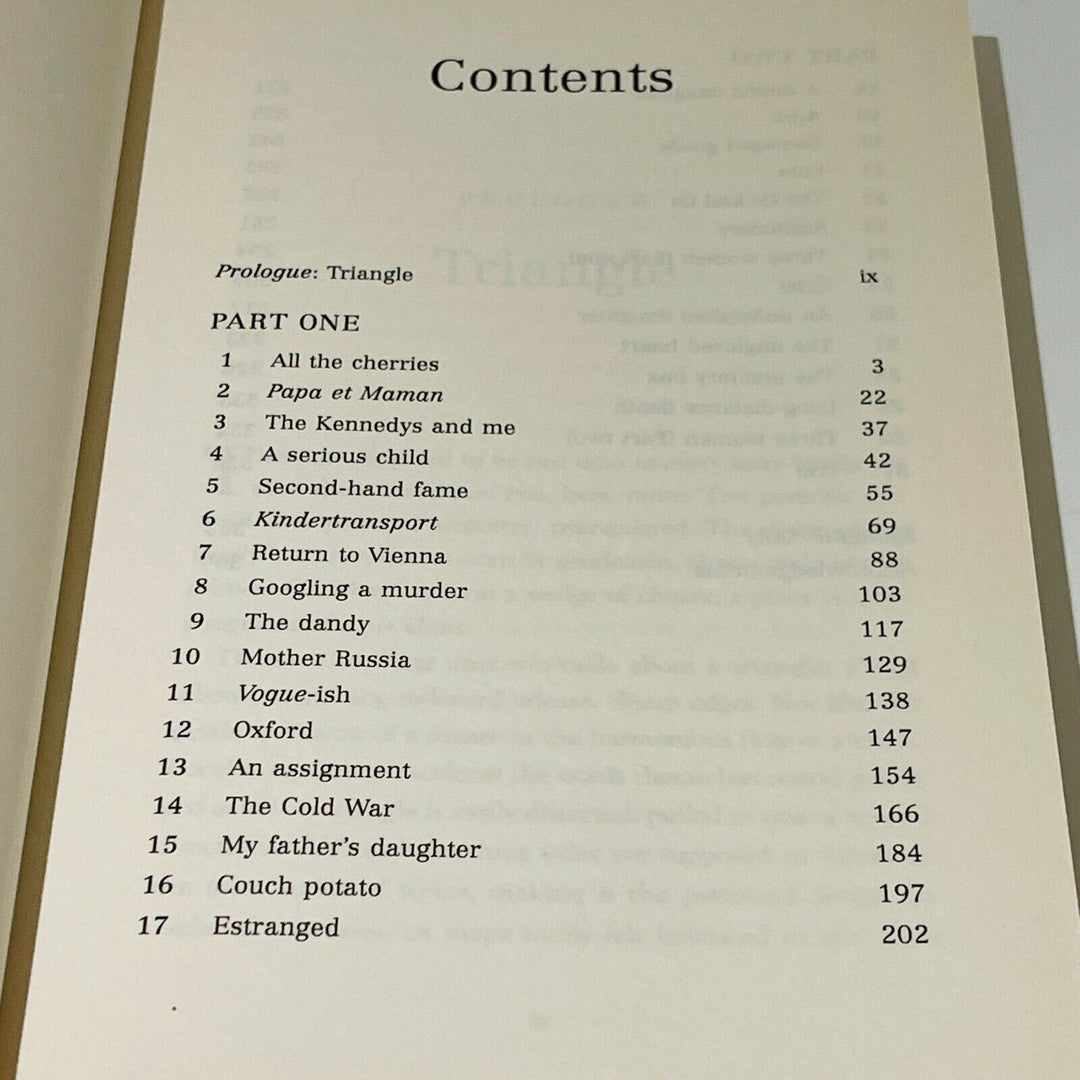 Contents
Prologue: Triangle ix
PART ONE
1 All the cherries 3
2 Papa et Maman 22
3 The Kennedys and me 37
4 A serious child 42
5 Second-hand fame 55
6 Kindertransport 69
7 Return to Vienna 88
8 Googling a murder 103
9 The dandy 117
10 Mother Russia 129
11 Vogue-ish 138
12 Oxford 147
13 An assignment 154
14 The Cold War 166
15 My father's daughter 184
16 Couch potato 197
17 Estranged 202